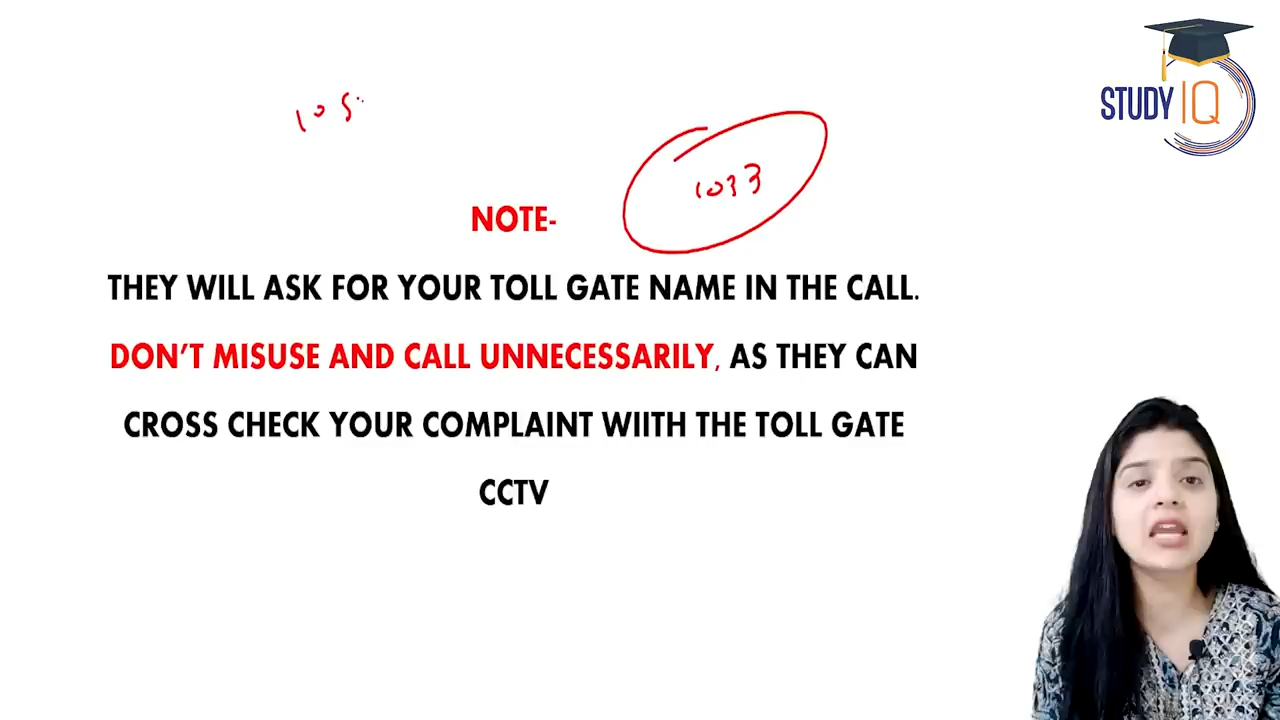 STUDY IQ
10 s
1033
NOTE-
THEY WILL ASK FOR YOUR TOLL GATE NAME IN THE CALL.
DON'T MISUSE AND CALL UNNECESSARILY, AS THEY CAN
CROSS CHECK YOUR COMPLAINT WIITH THE TOLL GATE
CCTV